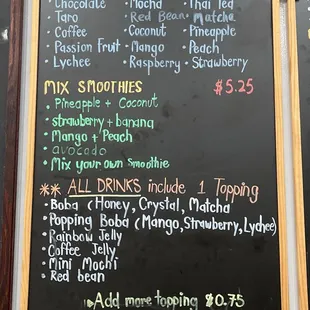 • Chocolate • Mocha • Thai Tea
• Taro • Red Bean • Matcha
• Coffee • Coconut • Pineapple
• Passion Fruit • Mango • Peach
• Lychee • Raspberry • Strawberry
MIX SMOOTHIES $5.25
• Pineapple + Coconut
• strawberry + banana
• Mango + Peach
• avocado
• Mix your own Smoothie
** ALL DRINKS include 1 Topping
• Boba (Honey, Crystal, Matcha
• Popping Boba (Mango, Strawberry, Lychee)
• Rainbow Jelly
• Coffee Jelly
• Mini Mochi
• Red bean
Add more topping $0.75